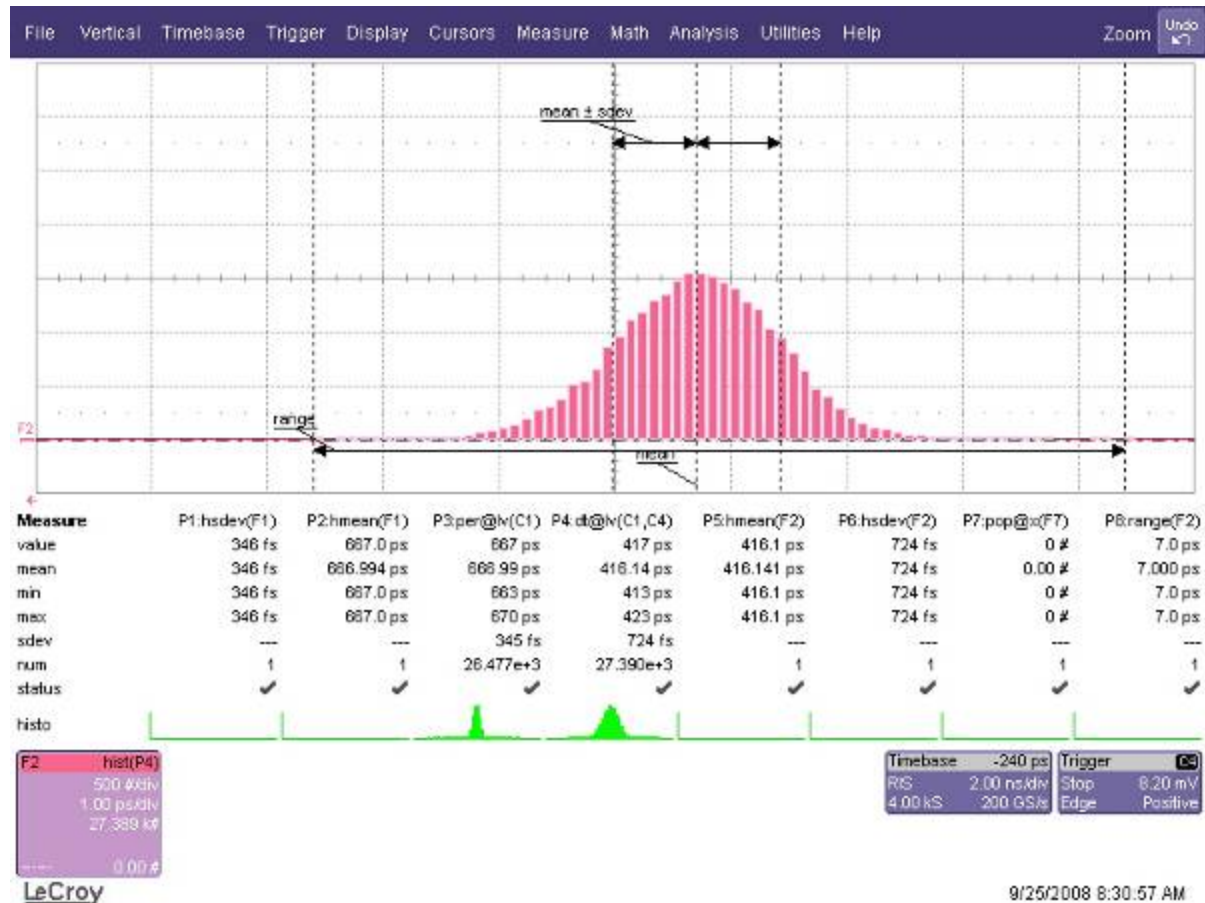 File Vertical Timebase Trigger Display Cursors Measure Math Analysis Utilities Help Zoom Undo
mean ± sdev
F2
range
mean
Measure P1:hsdev(F1) P2:hmean(F1) P3:per@lv(C1) P4:dt@lv(C1,C4) P5:hmean(F2) P6:hsdev(F2) P7:pop@x(F7) P8:range(F2)
value 346 fs 667.0 ps 667 ps 417 ps 416.1 ps 724 fs 0 # 7.0 ps
mean 346 fs 666.994 ps 666.99 ps 416.14 ps 416.141 ps 724 fs 0.00 # 7.000 ps
min 346 fs 667.0 ps 663 ps 413 ps 416.1 ps 724 fs 0 # 7.0 ps
max 346 fs 667.0 ps 670 ps 423 ps 416.1 ps 724 fs 0 # 7.0 ps
sdev --- --- 345 fs 724 fs --- --- --- ---
num 1 1 26.477e+3 27.390e+3 1 1 1 1
status ✓ ✓ ✓ ✓ ✓ ✓ ✓ ✓
histo
F2 hist(P4)
500 #/div
1.00 ps/div
27.389 k#
----- 0.00 #
Timebase -240 ps
RIS 2.00 ns/div
4.00 kS 200 GS/s
Trigger C4
Stop 8.20 mV
Edge Positive
LeCroy
9/25/2008 8:30:57 AM